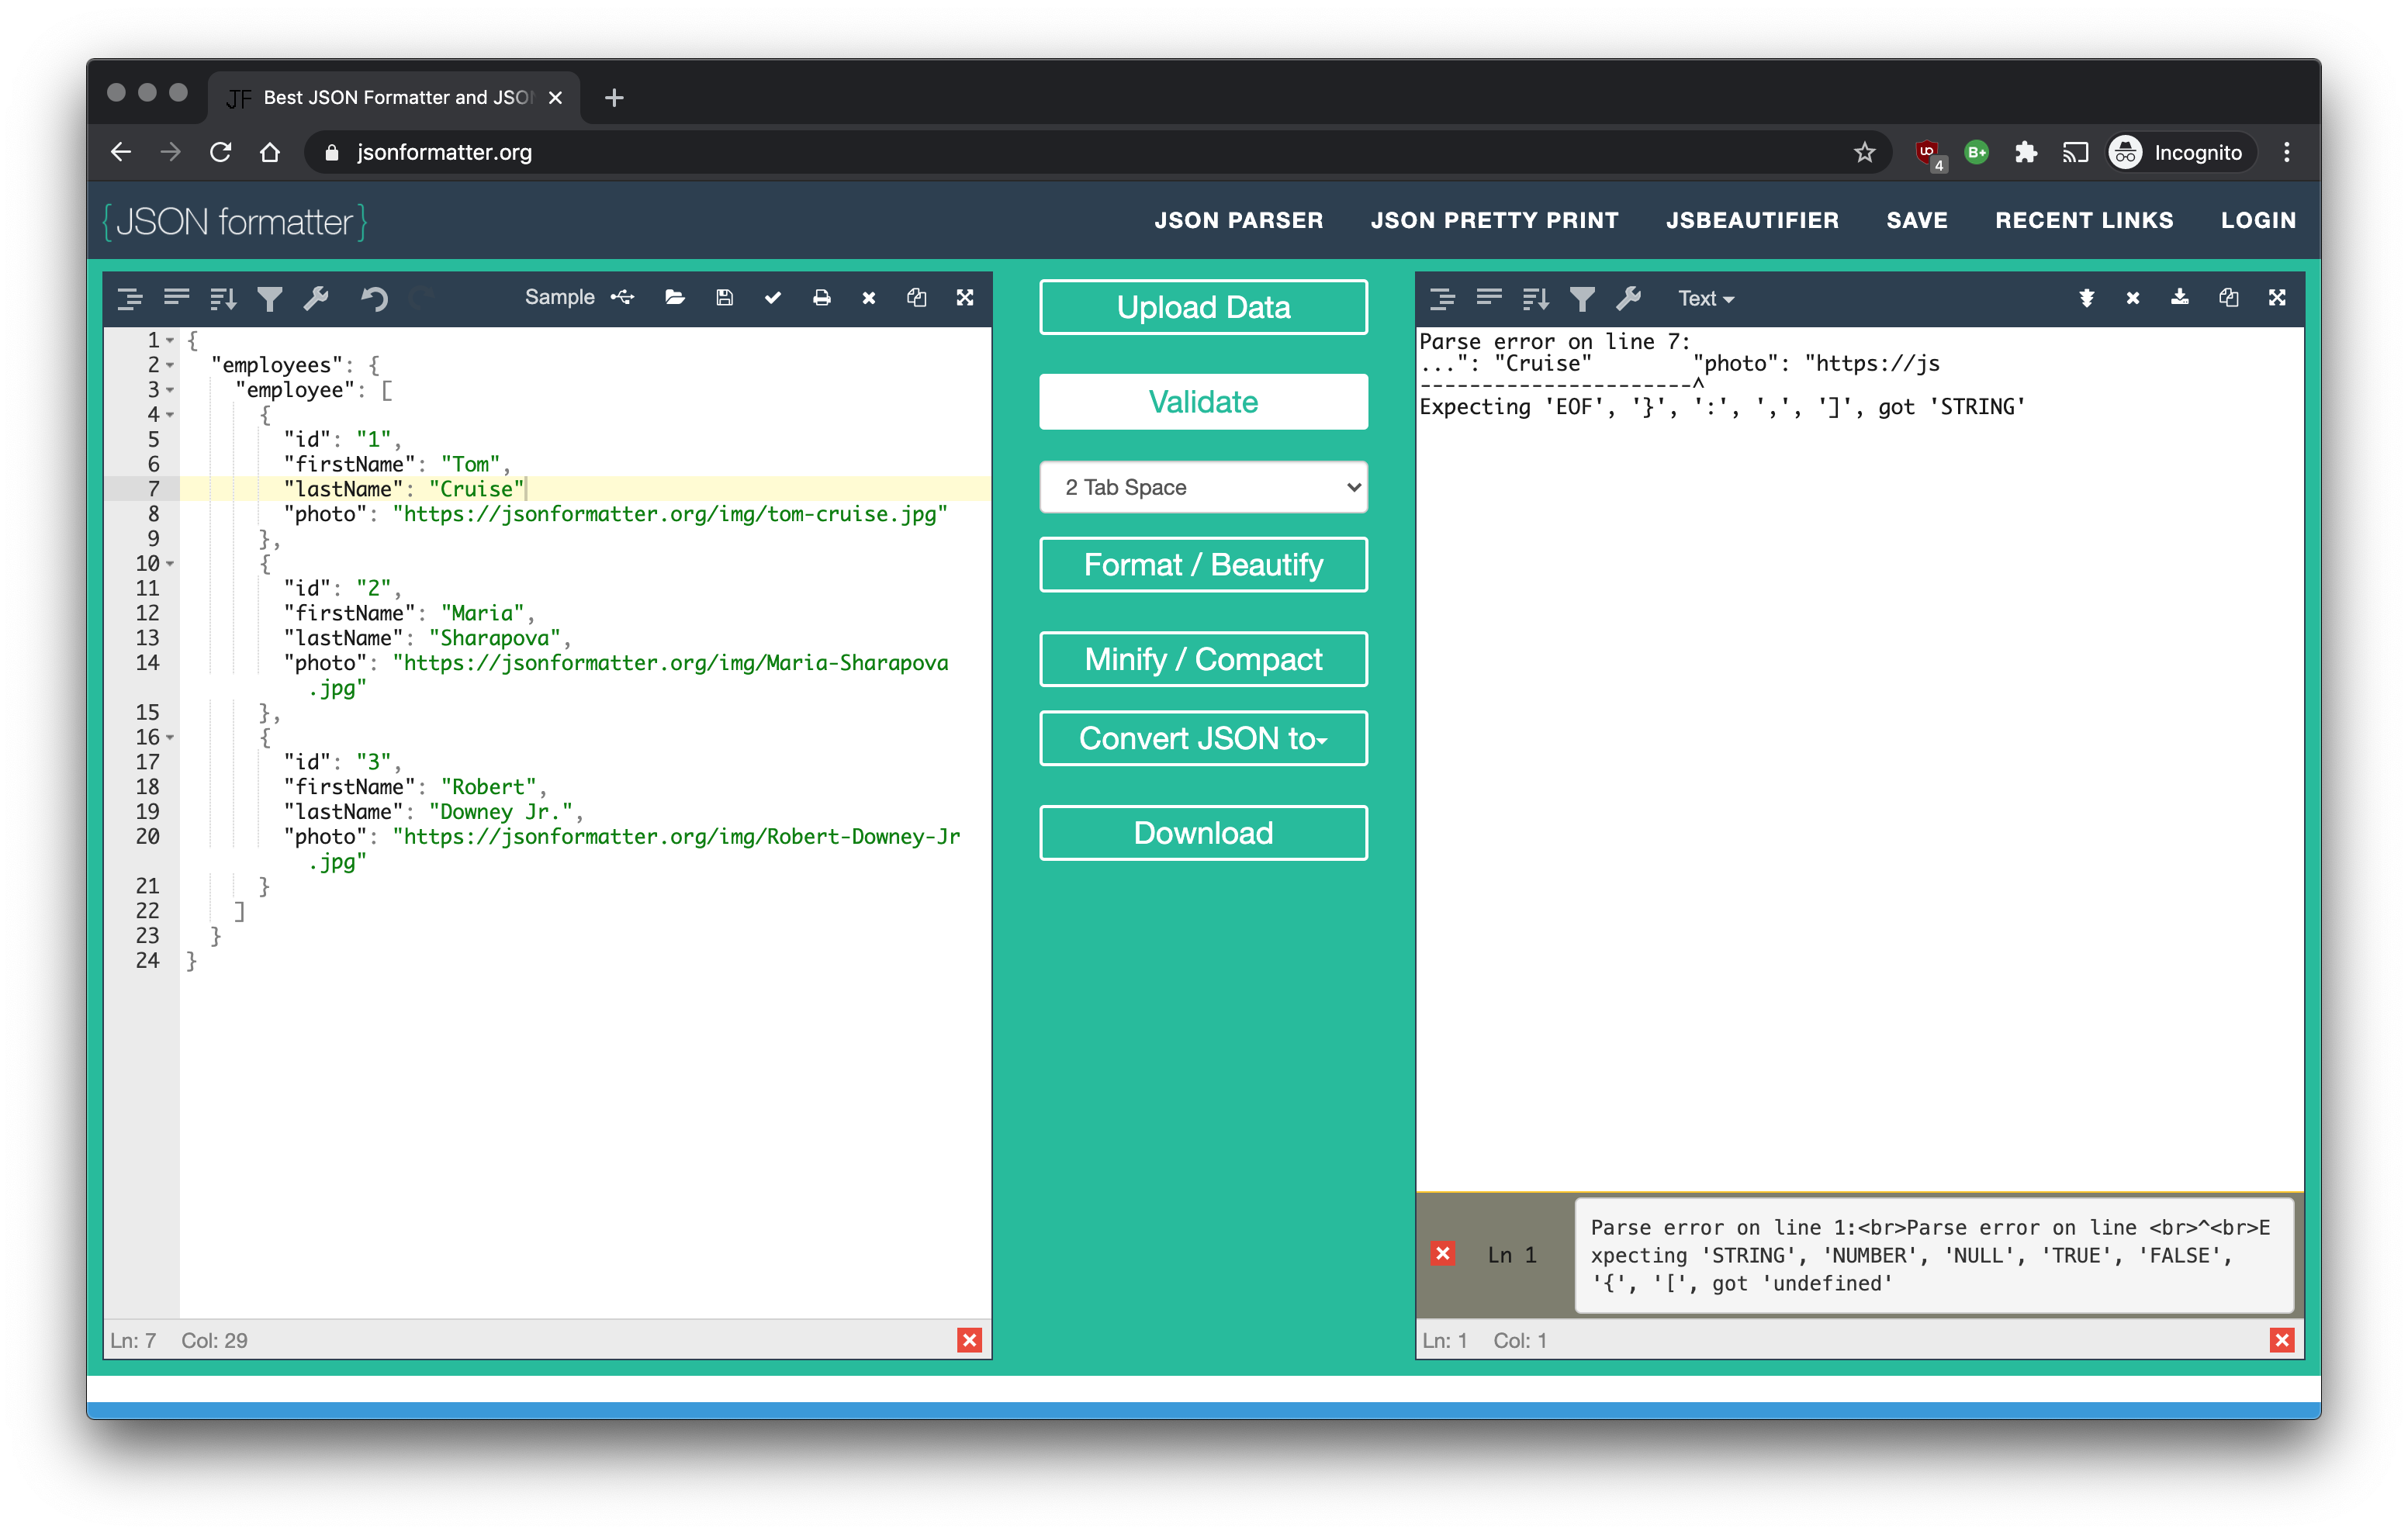 JF Best JSON Formatter and JSO
jsonformatter.org
4
B+
Incognito
{JSON formatter}
JSON PARSER JSON PRETTY PRINT JSBEAUTIFIER SAVE RECENT LINKS LOGIN
Sample
1 {
2 "employees": {
3 "employee": [
4 {
5 "id": "1",
6 "firstName": "Tom",
7 "lastName": "Cruise"
8 "photo": "https://jsonformatter.org/img/tom-cruise.jpg"
9 },
10 {
11 "id": "2",
12 "firstName": "Maria",
13 "lastName": "Sharapova",
14 "photo": "https://jsonformatter.org/img/Maria-Sharapova
.jpg"
15 },
16 {
17 "id": "3",
18 "firstName": "Robert",
19 "lastName": "Downey Jr.",
20 "photo": "https://jsonformatter.org/img/Robert-Downey-Jr
.jpg"
21 }
22 ]
23 }
24 }
Ln: 7 Col: 29
Upload Data
Validate
2 Tab Space
Format / Beautify
Minify / Compact
Convert JSON to
Download
Text
Parse error on line 7:
...": "Cruise" "photo": "https://js
----------------------^
Expecting 'EOF', '}', ':', ',', ']', got 'STRING'
Ln 1
Parse error on line 1:<br>Parse error on line <br>^<br>E
xpecting 'STRING', 'NUMBER', 'NULL', 'TRUE', 'FALSE',
'{', '[', got 'undefined'
Ln: 1 Col: 1